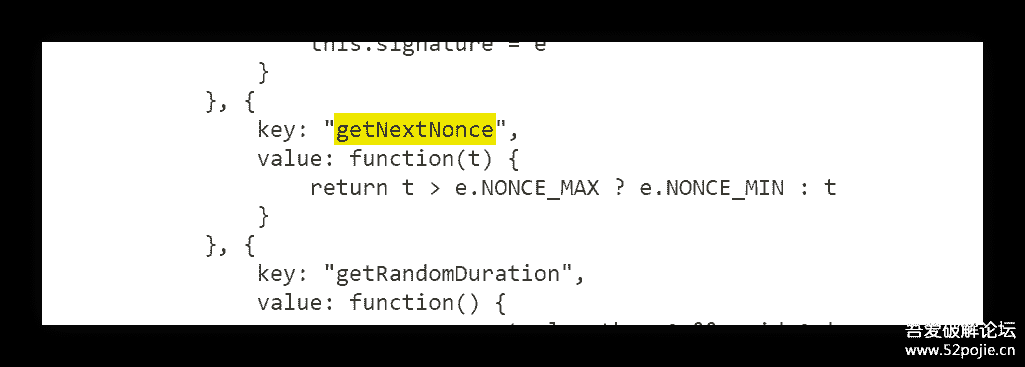 this.signature = e
}
}, {
key: "getNextNonce",
value: function(t) {
return t > e.NONCE_MAX ? e.NONCE_MIN : t
}
}, {
key: "getRandomDuration",
value: function() {
吾爱破解论坛
www.52pojie.cn